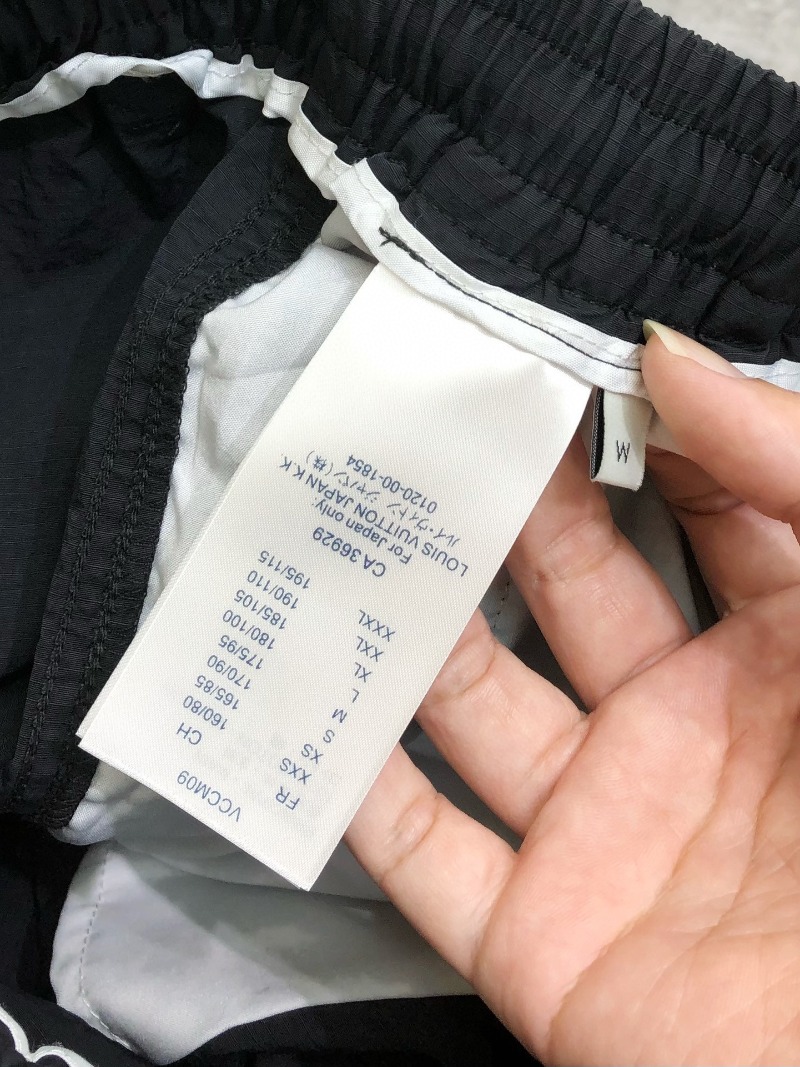 VCCM09
FR CH
XXS 160/80
XS 165/85
S 170/90
M 175/95
L 180/100
XL 185/105
XXL 190/110
XXXL 195/115
CA 36929
For Japan only.
LOUIS VUITTON JAPAN K.K.
ルイ・ヴィトン ジャパン(株)
0120-00-1854
M